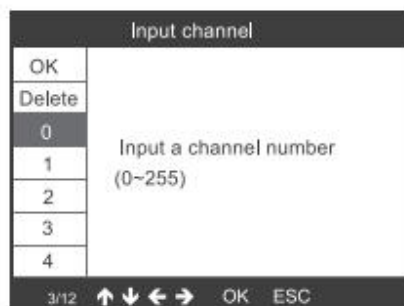 Input channel
OK
Delete
0
1
2
3
4
Input a channel number
(0~255)
3/12 ↑ ↓ ← → OK ESC